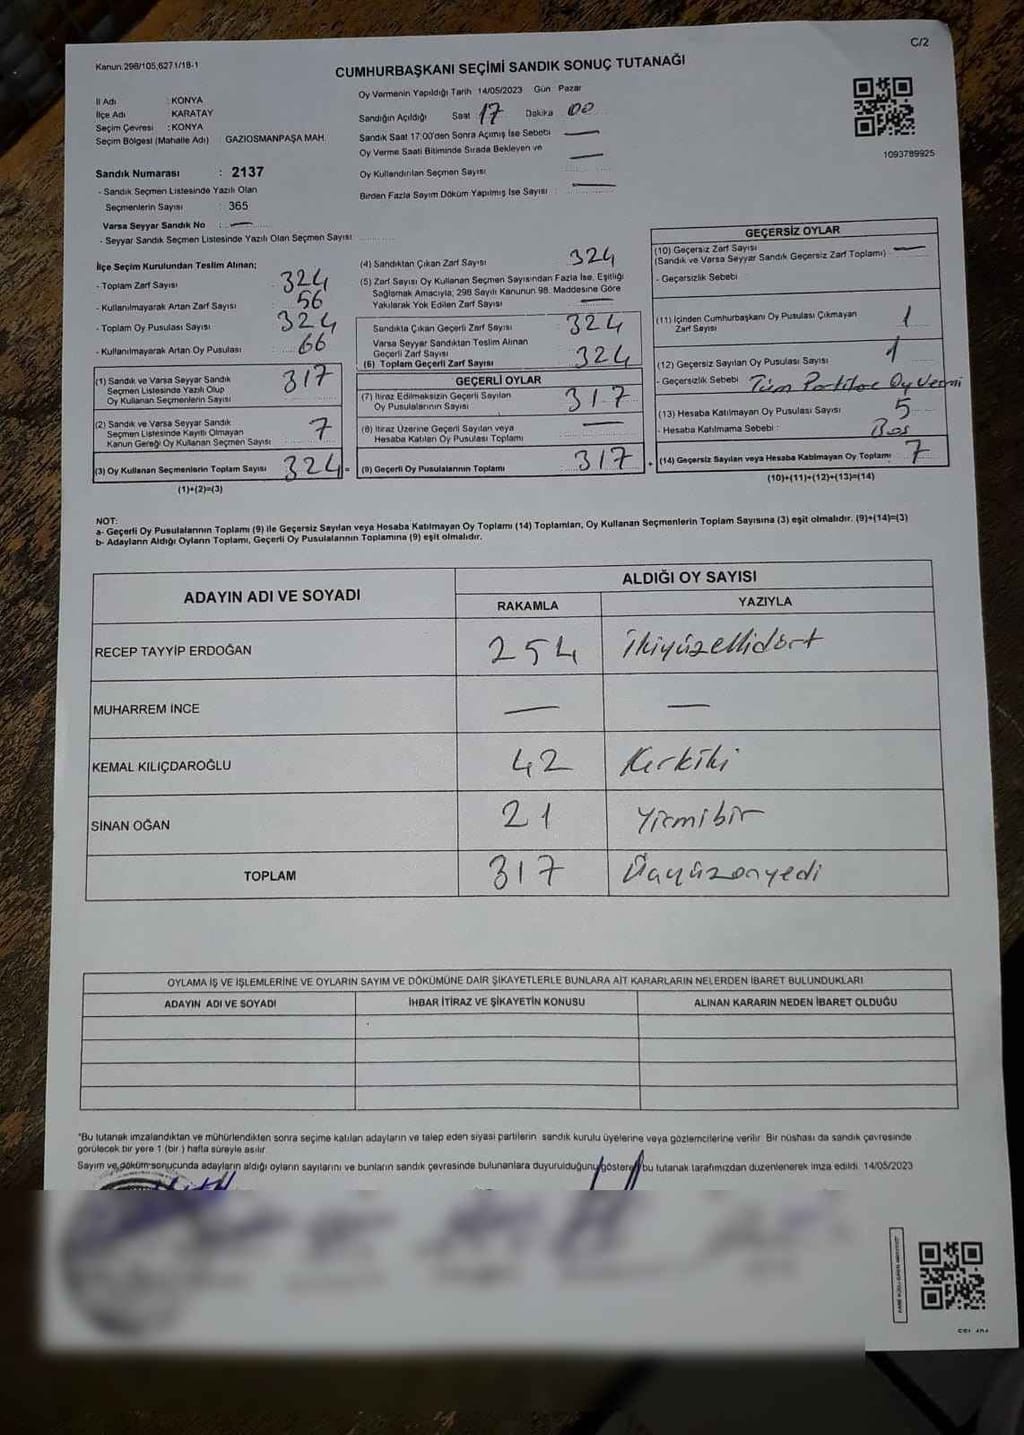 C/2
Kanun.298/105,627 1/18-1
CUMHURBAŞKANI SEÇİMİ SANDIK SONUÇ TUTANAĞI
İl Adı : KONYA
İlçe Adı : KARATAY
Seçim Çevresi : KONYA
Seçim Bölgesi (Mahalle Adı) : GAZİOSMANPAŞA MAH.
Sandık Numarası : 2137
- Sandık Seçmen Listesinde Yazılı Olan
Seçmenlerin Sayısı : 365
Varsa Seyyar Sandık No : —
- Seyyar Sandık Seçmen Listesinde Yazılı Olan Seçmen Sayısı
Oy Vermenin Yapıldığı Tarih 14/05/2023 Gün Pazar
Sandığın Açıldığı Saat 17 Dakika 00
Sandık Saat 17:00'den Sonra Açımış İse Sebebi —
Oy Verme Saati Bitiminde Sırada Bekleyen ve
Oy Kullandırılan Seçmen Sayısı —
Birden Fazla Sayım Döküm Yapılmış İse Sayısı : —
1093789925
İlçe Seçim Kurulundan Teslim Alınan;
- Toplam Zarf Sayısı 324
- Kullanılmayarak Artan Zarf Sayısı 56
- Toplam Oy Pusulası Sayısı 324
- Kullanılmayarak Artan Oy Pusulası 66
(1) Sandık ve Varsa Seyyar Sandık
Seçmen Listesinde Yazılı Olup
Oy Kullanan Seçmenlerin Sayısı 317
(2) Sandık ve Varsa Seyyar Sandık
Seçmen Listesinde Kayıtlı Olmayan
Kanun Gereği Oy Kullanan Seçmen Sayısı 7
(3) Oy Kullanan Seçmenlerin Toplam Sayısı 324 =
(1)+(2)=(3)
(4) Sandıktan Çıkan Zarf Sayısı 324
(5) Zarf Sayısı Oy Kullanan Seçmen Sayısından Fazla İse, Eşitliği
Sağlamak Amacıyla, 298 Sayılı Kanunun 98. Maddesine Göre
Yakılarak Yok Edilen Zarf Sayısı —
Sandıkta Çıkan Geçerli Zarf Sayısı 324
Varsa Seyyar Sandıktan Teslim Alınan
Geçerli Zarf Sayısı
(6) Toplam Geçerli Zarf Sayısı 324
GEÇERLİ OYLAR
(7) İtiraz Edilmeksizin Geçerli Sayılan
Oy Pusulalarının Sayısı 317
(8) İtiraz Üzerine Geçerli Sayılan veya
Hesaba Katılan Oy Pusulası Toplamı —
(9) Geçerli Oy Pusulalarının Toplamı 317 +
GEÇERSİZ OYLAR
(10) Geçersiz Zarf Sayısı
(Sandık ve Varsa Seyyar Sandık Geçersiz Zarf Toplamı) —
- Geçersizlik Sebebi
(11) İçinden Cumhurbaşkanı Oy Pusulası Çıkmayan
Zarf Sayısı 1
(12) Geçersiz Sayılan Oy Pusulası Sayısı 1
- Geçersizlik Sebebi Tüm Partilere Oy Vermi
(13) Hesaba Katılmayan Oy Pusulası Sayısı 5
- Hesaba Katılmama Sebebi : Boş
(14) Geçersiz Sayılan veya Hesaba Katılmayan Oy Toplamı 7
(10)+(11)+(12)+(13)=(14)
NOT:
a- Geçerli Oy Pusulalarının Toplamı (9) ile Geçersiz Sayılan veya Hesaba Katılmayan Oy Toplamı (14) Toplamları, Oy Kullanan Seçmenlerin Toplam Sayısına (3) eşit olmalıdır. (9)+(14)=(3)
b- Adayların Aldığı Oyların Toplamı, Geçerli Oy Pusulalarının Toplamına (9) eşit olmalıdır.
ADAYIN ADI VE SOYADI ALDIĞI OY SAYISI
RAKAMLA YAZIYLA
RECEP TAYYİP ERDOĞAN 254 İkiyüzellidört
MUHARREM İNCE — —
KEMAL KILIÇDAROĞLU 42 Kırkiki
SİNAN OĞAN 21 Yirmibir
TOPLAM 317 Üçyüzonyedi
OYLAMA İŞ VE İŞLEMLERİNE VE OYLARIN SAYIM VE DÖKÜMÜNE DAİR ŞİKAYETLERLE BUNLARA AİT KARARLARIN NELERDEN İBARET BULUNDUKLARI
ADAYIN ADI VE SOYADI İHBAR İTİRAZ VE ŞİKAYETİN KONUSU ALINAN KARARIN NEDEN İBARET OLDUĞU
*Bu tutanak imzalandıktan ve mühürlendikten sonra seçime katılan adayların ve talep eden siyasi partilerin sandık kurulu üyelerine veya gözlemcilerine verilir. Bir nüshası da sandık çevresinde
görülecek bir yere 1 (bir ) hafta süreyle asılır.
Sayım ve döküm sonucunda adayların aldığı oyların sayılarını ve bunların sandık çevresinde bulunanlara duyurulduğunu gösteren bu tutanak tarafımızdan düzenlenerek imza edildi. 14/05/2023